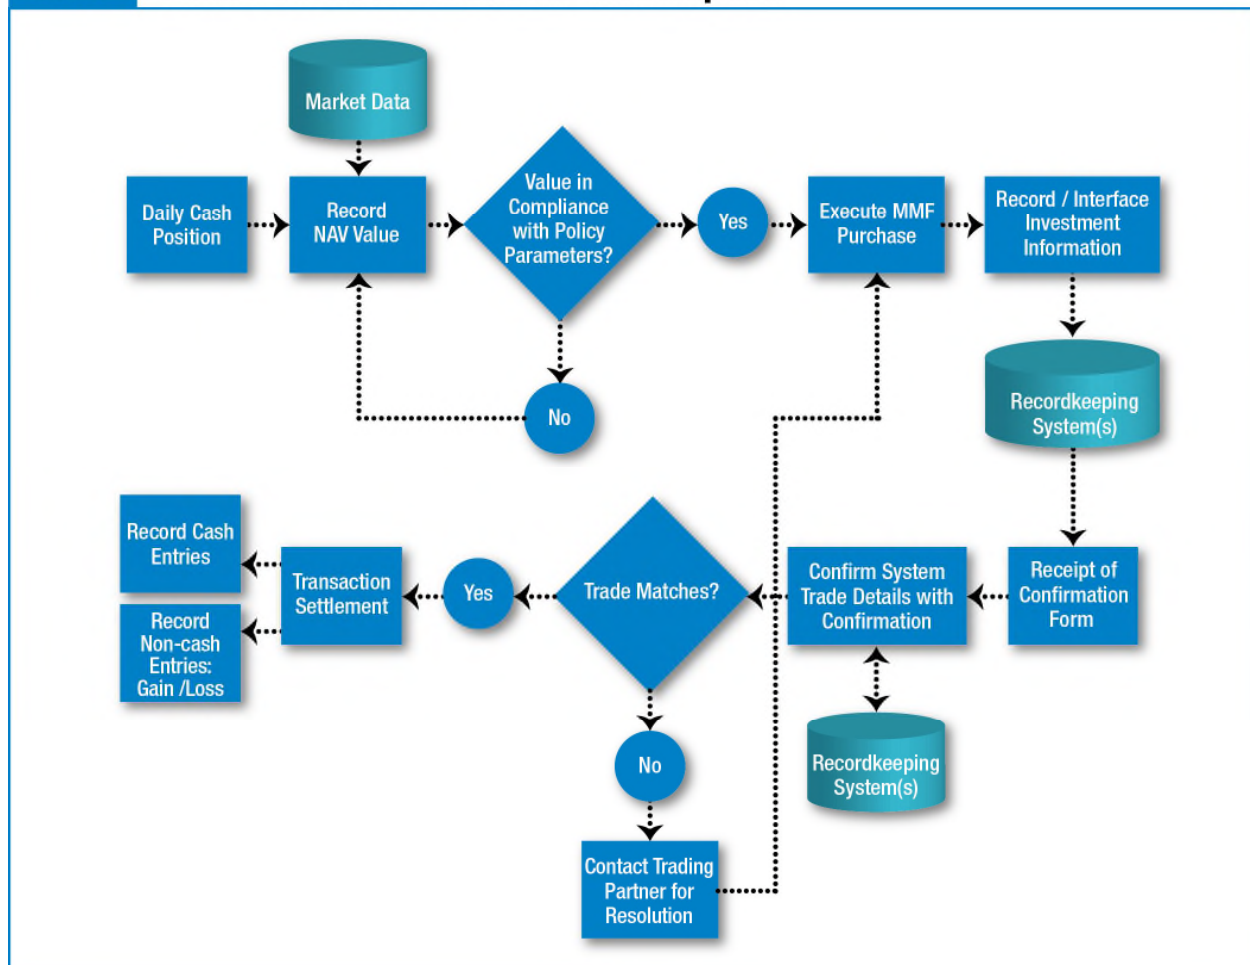 Market Data
Daily Cash
Position
Record
NAV Value
Value in
Compliance
with Policy
Parameters?
Yes
Execute MMF
Purchase
Record / Interface
Investment
Information
No
Recordkeeping
System(s)
Record Cash
Entries
Record
Non-cash
Entries:
Gain /Loss
Transaction
Settlement
Yes
Trade Matches?
Confirm System
Trade Details with
Confirmation
Receipt of
Confirmation
Form
No
Recordkeeping
System(s)
Contact Trading
Partner for
Resolution